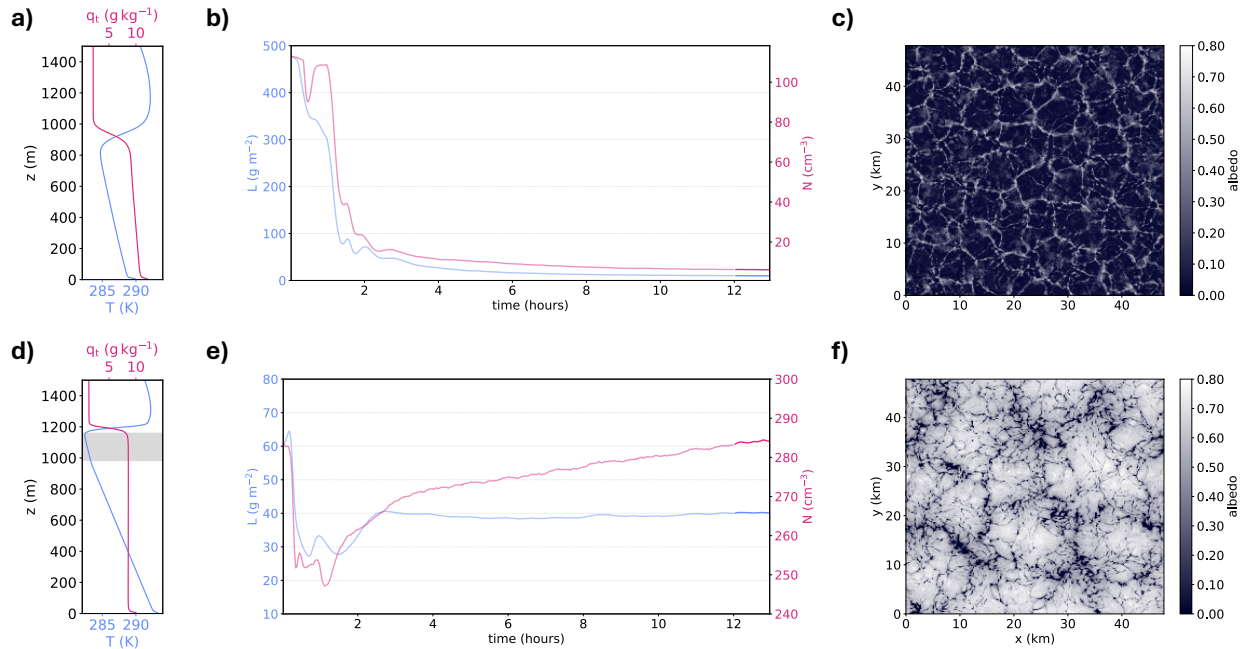 a)
q_t (g kg⁻¹)
5 10
1400
1200
1000
800
600
400
200
0
z (m)
285 290
T (K)
b)
500
400
300
200
100
0
L (g m⁻²)
100
80
60
40
20
N (cm⁻³)
2 4 6 8 10 12
time (hours)
c)
40
30
20
10
0
y (km)
0 10 20 30 40
0.80
0.70
0.60
0.50
0.40
0.30
0.20
0.10
0.00
albedo
d)
q_t (g kg⁻¹)
5 10
1400
1200
1000
800
600
400
200
0
z (m)
285 290
T (K)
e)
80
70
60
50
40
30
20
10
L (g m⁻²)
300
290
280
270
260
250
240
N (cm⁻³)
2 4 6 8 10 12
time (hours)
f)
40
30
20
10
0
y (km)
0 10 20 30 40
x (km)
0.80
0.70
0.60
0.50
0.40
0.30
0.20
0.10
0.00
albedo